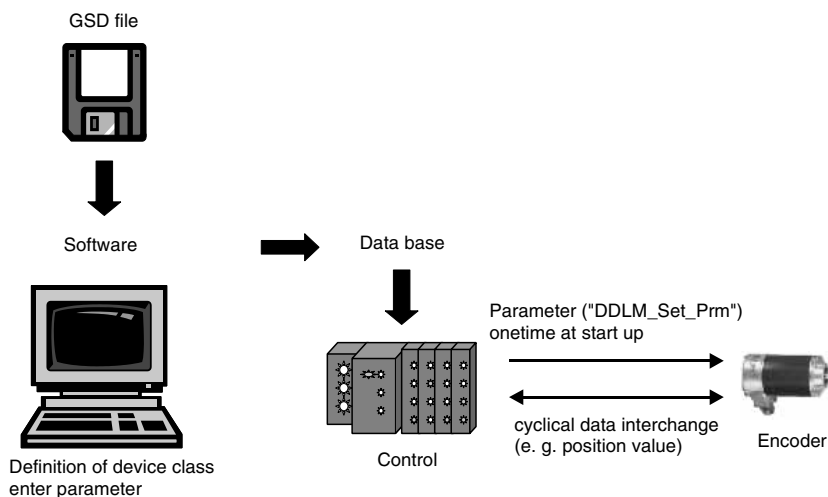 GSD file
Software
Data base
Parameter ("DDLM_Set_Prm")
onetime at start up
cyclical data interchange
(e. g. position value)
Encoder
Control
Definition of device class
enter parameter